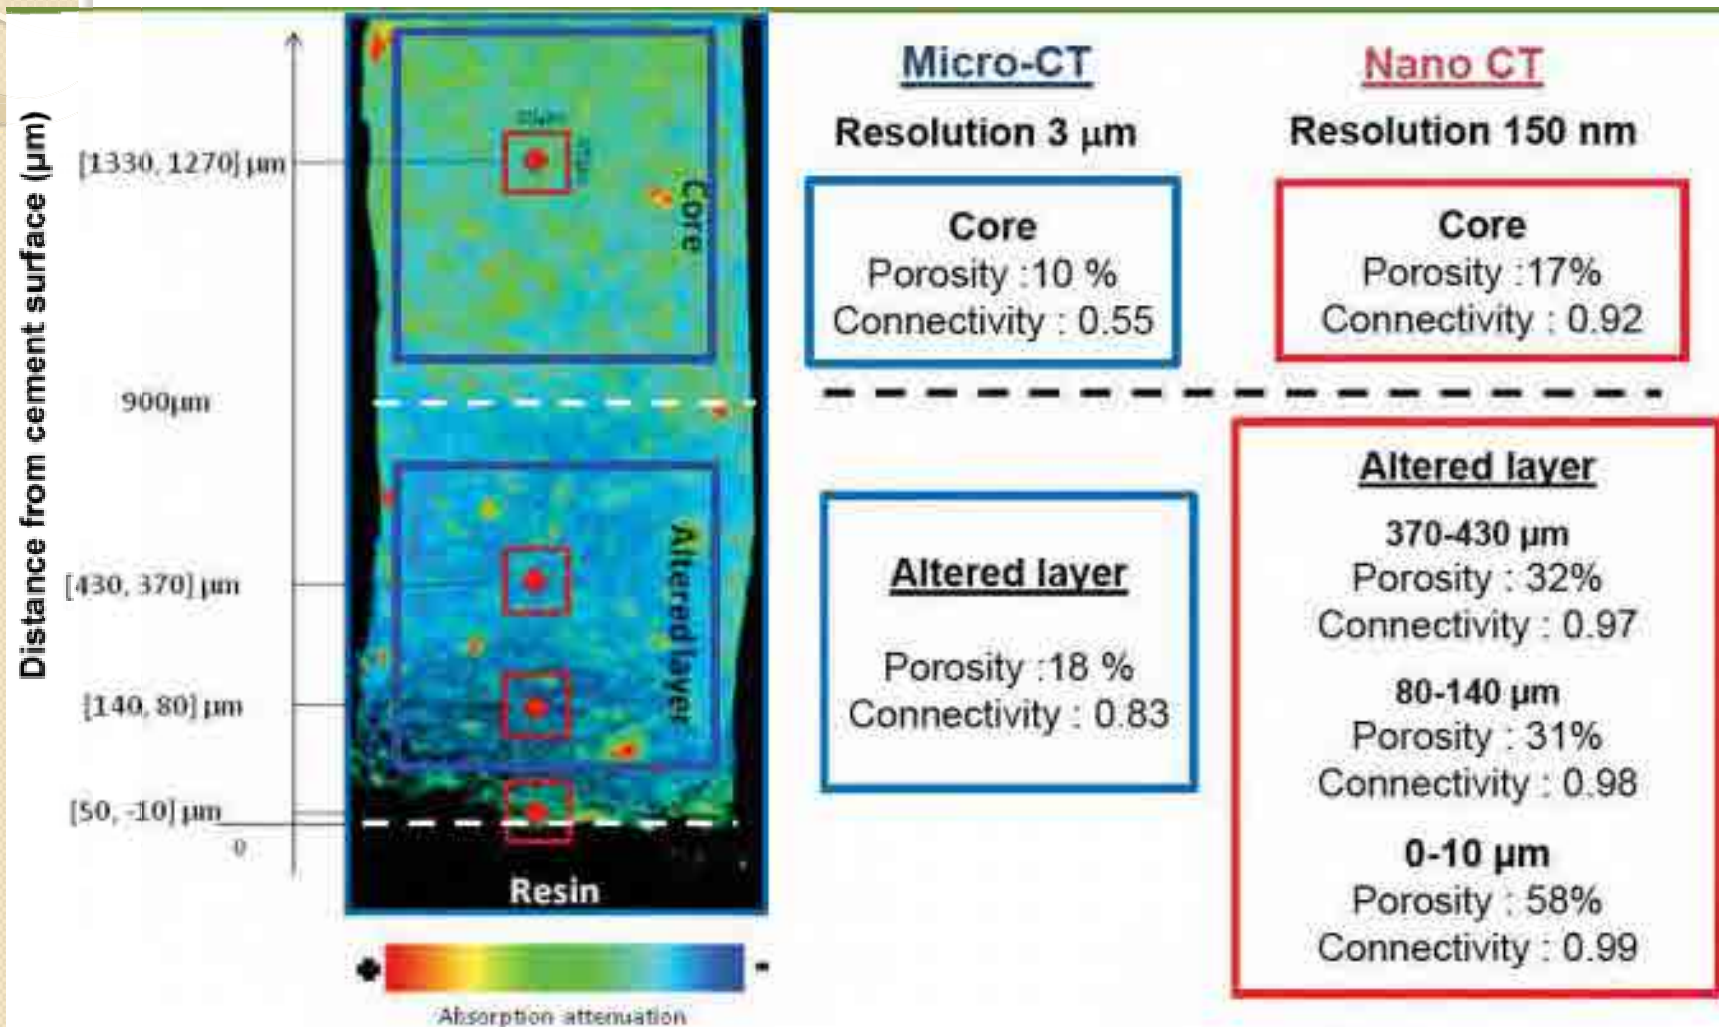 Distance from cement surface (µm)
[1330, 1270] µm
900µm
[430, 370] µm
[140, 80] µm
[50, -10] µm
0
Core
Altered layer
Resin
+
-
Absorption attenuation
Micro-CT
Resolution 3 µm
Core
Porosity :10 %
Connectivity : 0.55
Altered layer
Porosity :18 %
Connectivity : 0.83
Nano CT
Resolution 150 nm
Core
Porosity :17%
Connectivity : 0.92
Altered layer
370-430 µm
Porosity : 32%
Connectivity : 0.97
80-140 µm
Porosity : 31%
Connectivity : 0.98
0-10 µm
Porosity : 58%
Connectivity : 0.99